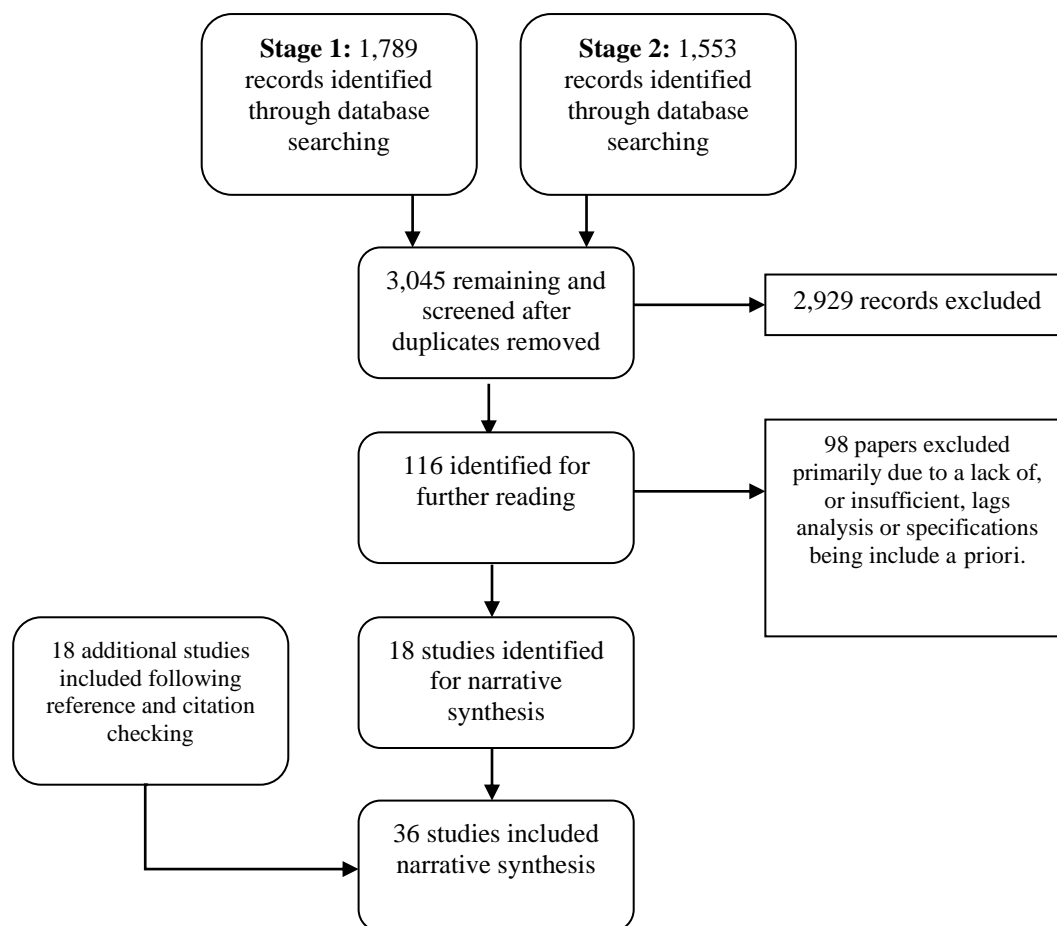 Stage 1: 1,789
records identified
through database
searching
Stage 2: 1,553
records identified
through database
searching
3,045 remaining and
screened after
duplicates removed
2,929 records excluded
116 identified for
further reading
98 papers excluded
primarily due to a lack of,
or insufficient, lags
analysis or specifications
being include a priori.
18 additional studies
included following
reference and citation
checking
18 studies identified
for narrative
synthesis
36 studies included
narrative synthesis